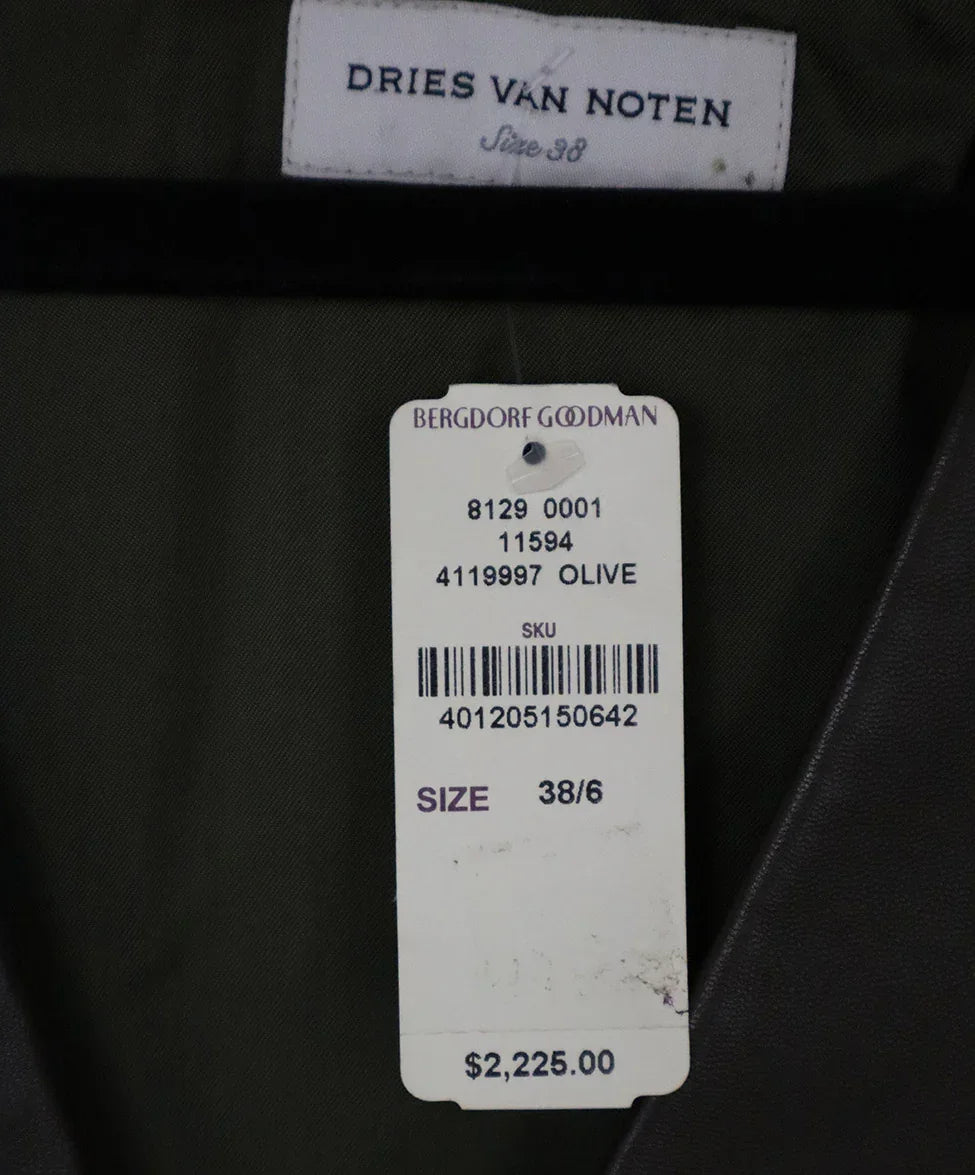 DRIES VAN NOTEN
Size 38
BERGDORF GOODMAN
8129 0001
11594
4119997 OLIVE
SKU
401205150642
SIZE 38/6
$2,225.00